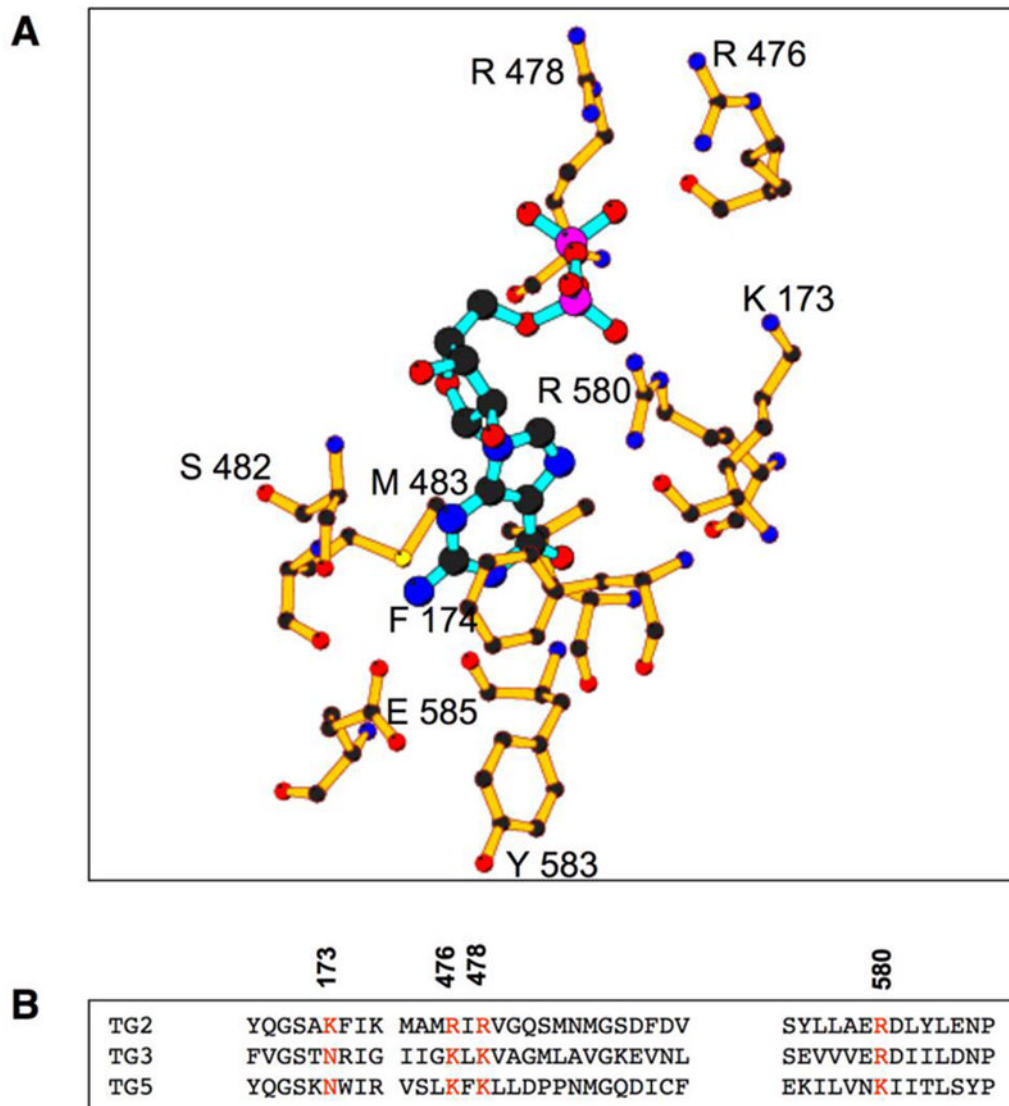 A
R 478
R 476
K 173
R 580
S 482
M 483
F 174
E 585
Y 583
173 476 478 580
B
TG2 YQGSAKFIK MAMRIRVGQSMNMGSDFDV SYLLAERDLYLENP
TG3 FVGSTNRIG IIGKLKVAGMLAVGKEVNL SEVVVERDIILDNP
TG5 YQGSKNWIR VSLKFKLLDPPNMGQDICF EKILVNKIITLSYP